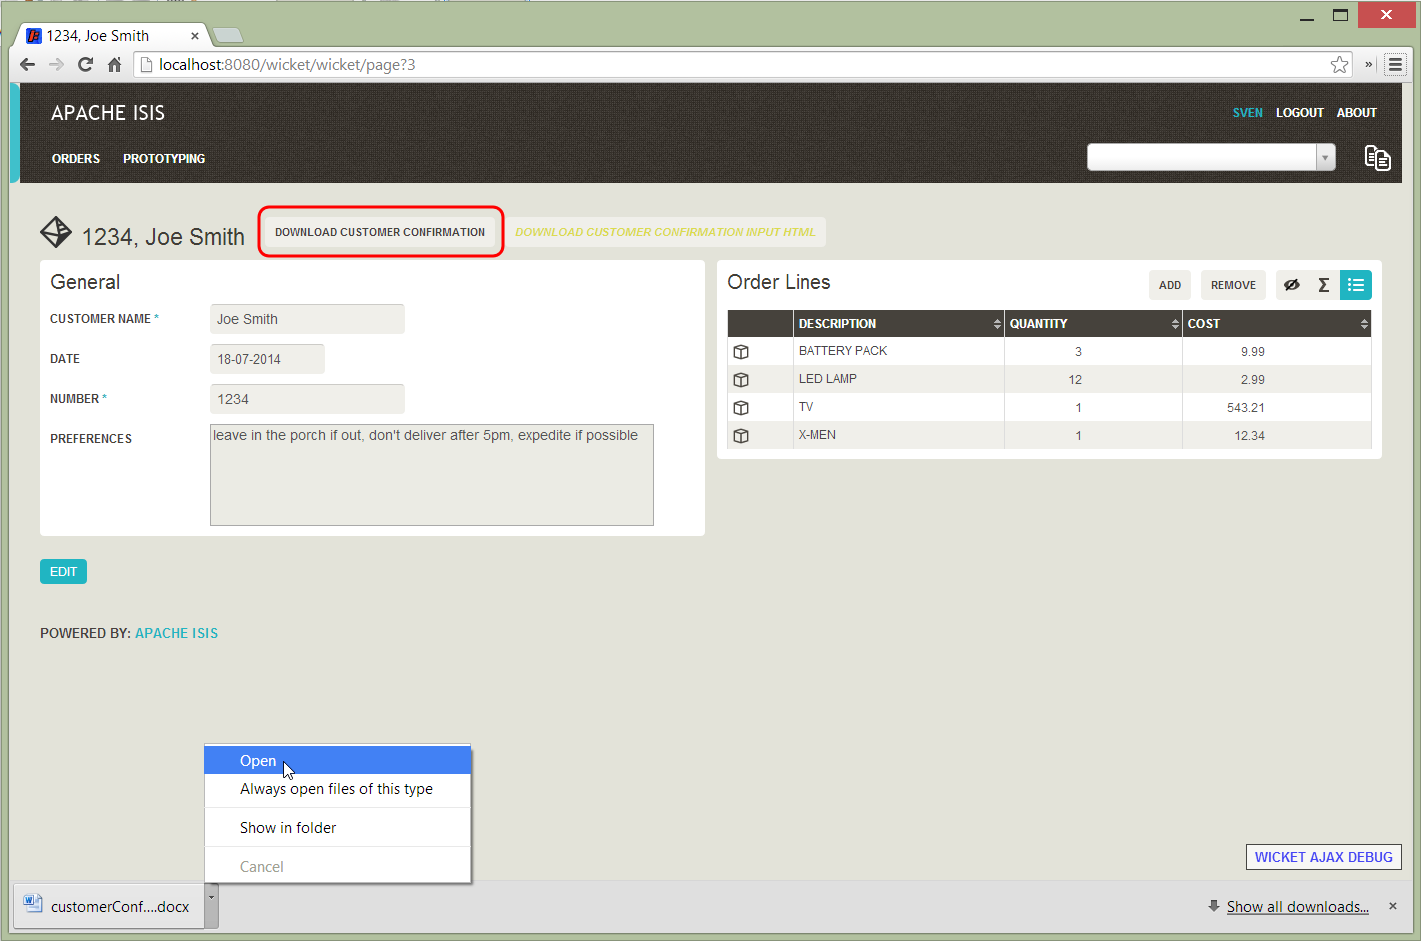 1234, Joe Smith
localhost:8080/wicket/wicket/page?3
»
APACHE ISIS
SVEN LOGOUT ABOUT
ORDERS PROTOTYPING
1234, Joe Smith
DOWNLOAD CUSTOMER CONFIRMATION
DOWNLOAD CUSTOMER CONFIRMATION INPUT HTML
General
CUSTOMER NAME * Joe Smith
DATE 18-07-2014
NUMBER * 1234
PREFERENCES leave in the porch if out, don't deliver after 5pm, expedite if possible
EDIT
Order Lines
ADD REMOVE Σ
DESCRIPTION QUANTITY COST
BATTERY PACK 3 9.99
LED LAMP 12 2.99
TV 1 543.21
X-MEN 1 12.34
POWERED BY: APACHE ISIS
Open
Always open files of this type
Show in folder
Cancel
WICKET AJAX DEBUG
customerConf....docx
Show all downloads...